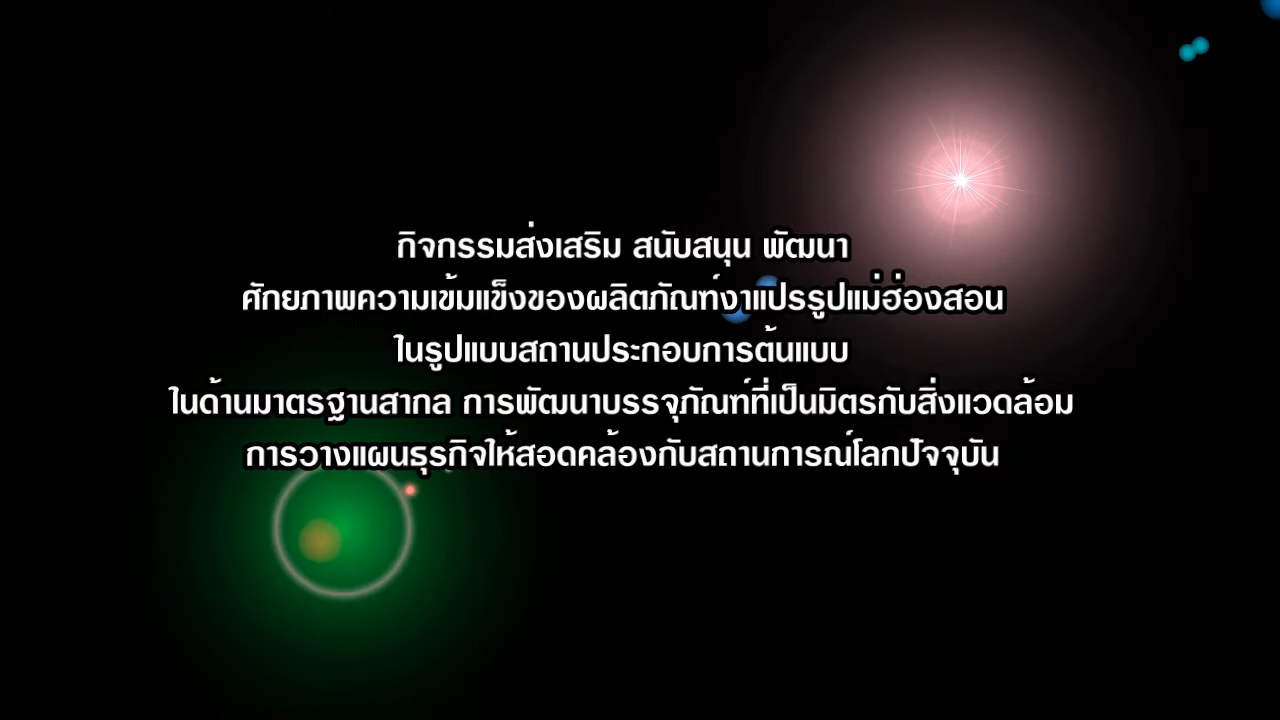 กิจกรรมส่งเสริม สนับสนุน พัฒนา
ศักยภาพความเข้มแข็งของผลิตภัณฑ์งาแปรรูปแม่ฮ่องสอน
ในรูปแบบสถานประกอบการต้นแบบ
ในด้านมาตรฐานสากล การพัฒนาบรรจุภัณฑ์ที่เป็นมิตรกับสิ่งแวดล้อม
การวางแผนธุรกิจให้สอดคล้องกับสถานการณ์โลกปัจจุบัน